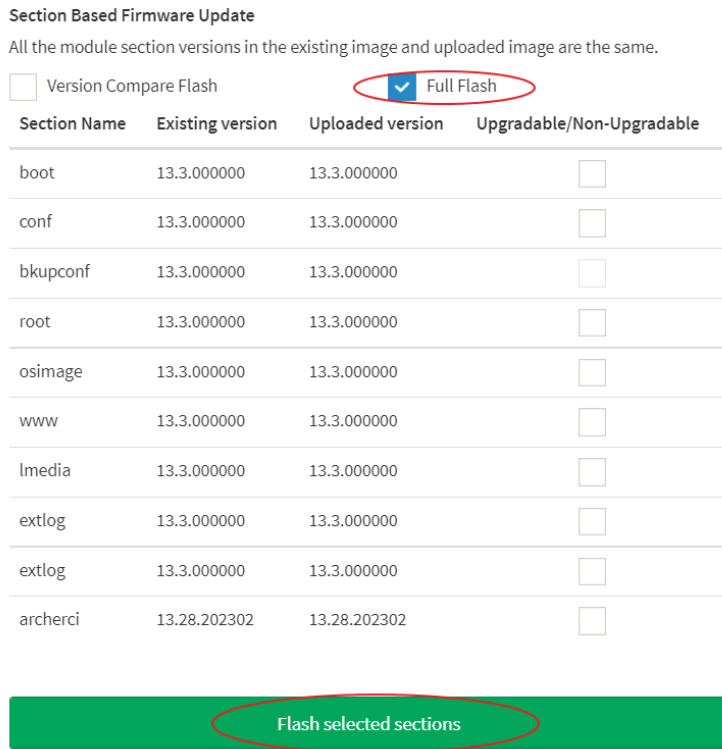 Section Based Firmware Update
All the module section versions in the existing image and uploaded image are the same.
Version Compare Flash Full Flash
Section Name Existing version Uploaded version Upgradable/Non-Upgradable
boot 13.3.000000 13.3.000000
conf 13.3.000000 13.3.000000
bkupconf 13.3.000000 13.3.000000
root 13.3.000000 13.3.000000
osimage 13.3.000000 13.3.000000
www 13.3.000000 13.3.000000
lmedia 13.3.000000 13.3.000000
extlog 13.3.000000 13.3.000000
extlog 13.3.000000 13.3.000000
archerci 13.28.202302 13.28.202302
Flash selected sections